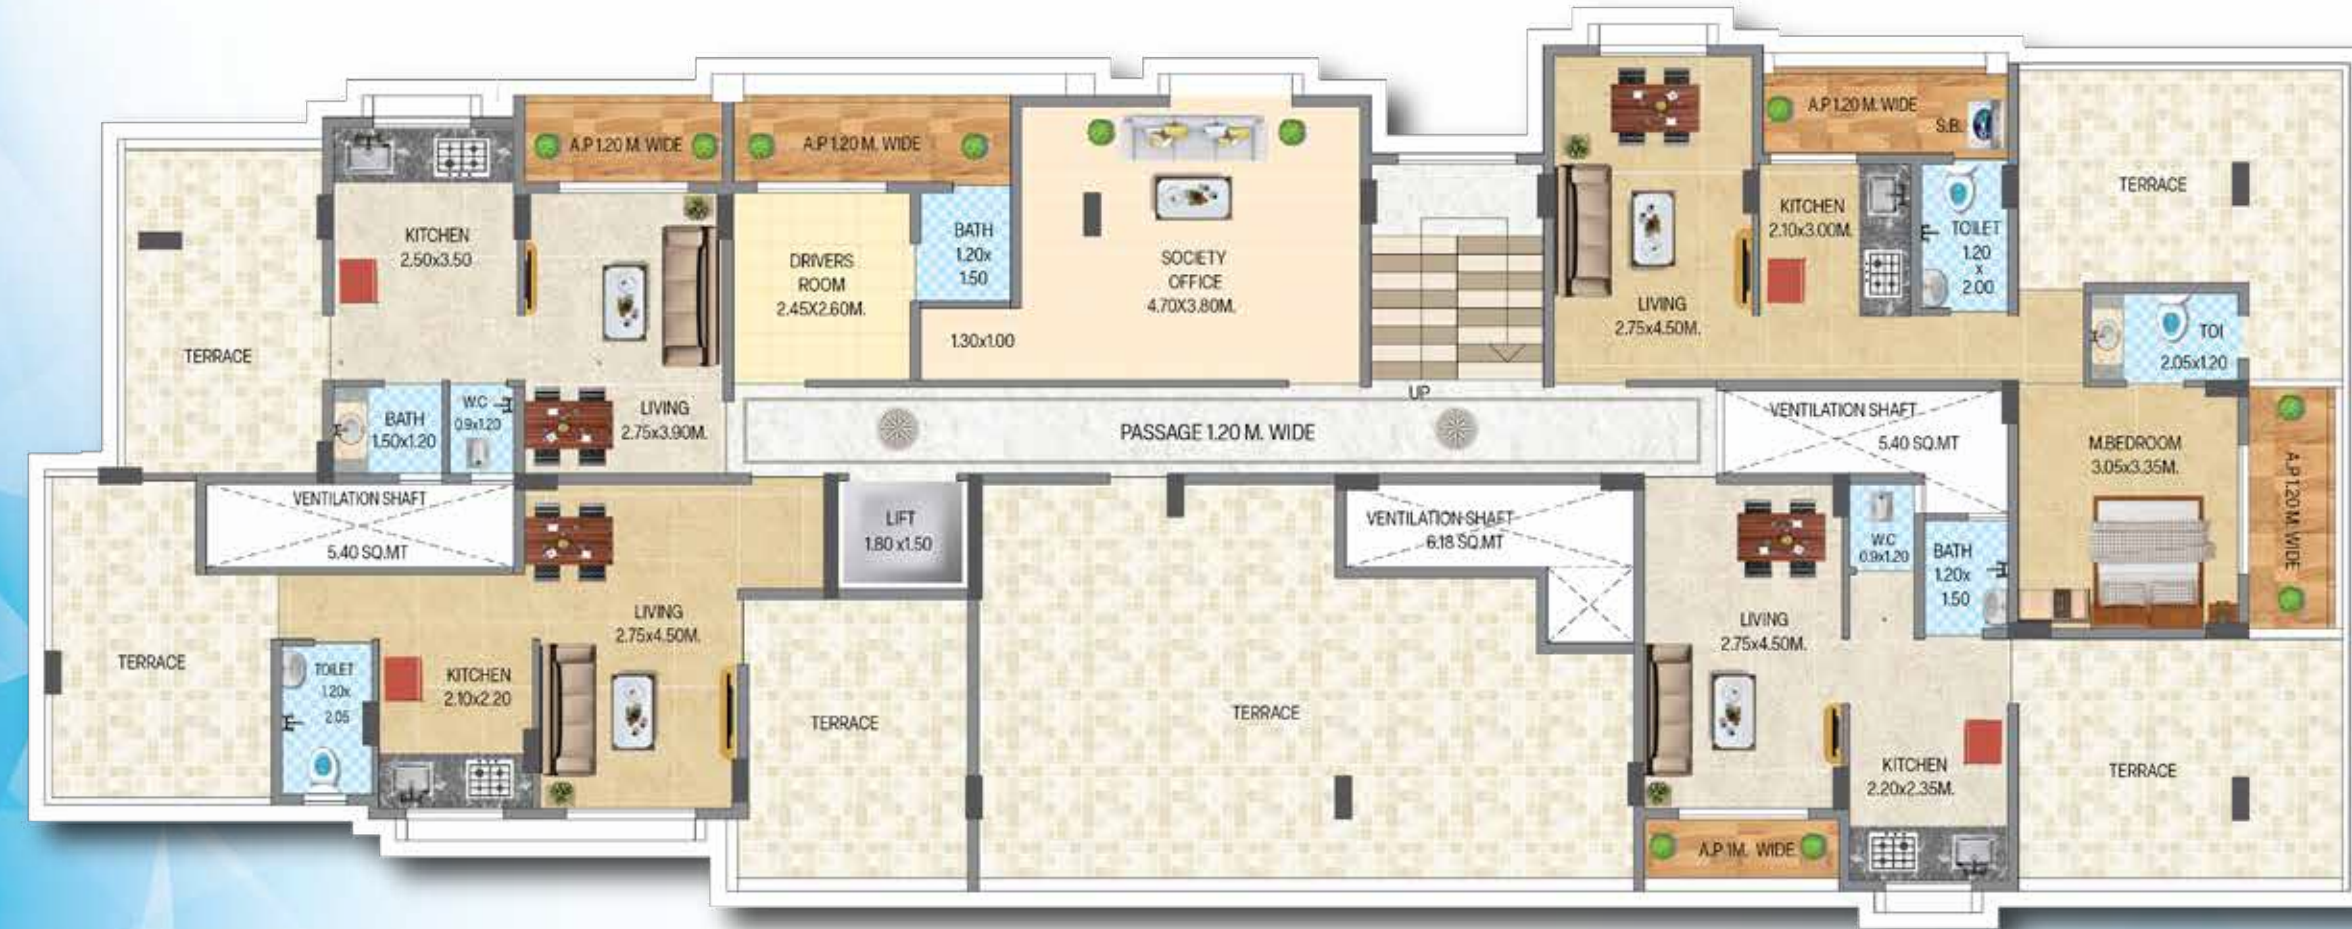 A.P 1.20 M. WIDE
A.P 1.20 M. WIDE
A.P 1.20 M. WIDE
S.B.
TERRACE
KITCHEN
2.50x3.50
DRIVERS
ROOM
2.45X2.60M.
BATH
1.20x
1.50
SOCIETY
OFFICE
4.70X3.80M.
1.30x1.00
KITCHEN
2.10x3.00M.
TOILET
1.20
x
2.00
LIVING
2.75x4.50M.
TOI
2.05x1.20
TERRACE
BATH
1.50x1.20
W.C
0.9x1.20
LIVING
2.75x3.90M.
UP
PASSAGE 1.20 M. WIDE
VENTILATION SHAFT
5.40 SQ.MT
M.BEDROOM
3.05x3.35M.
A.P 1.20 M. WIDE
VENTILATION SHAFT
5.40 SQ.MT
LIFT
1.80 x1.50
VENTILATION SHAFT
6.18 SQ.MT
W.C
0.9x1.20
BATH
1.20x
1.50
LIVING
2.75x4.50M.
LIVING
2.75x4.50M.
TERRACE
TOILET
1.20x
2.05
KITCHEN
2.10x2.20
TERRACE
TERRACE
KITCHEN
2.20x2.35M.
TERRACE
A.P 1M. WIDE